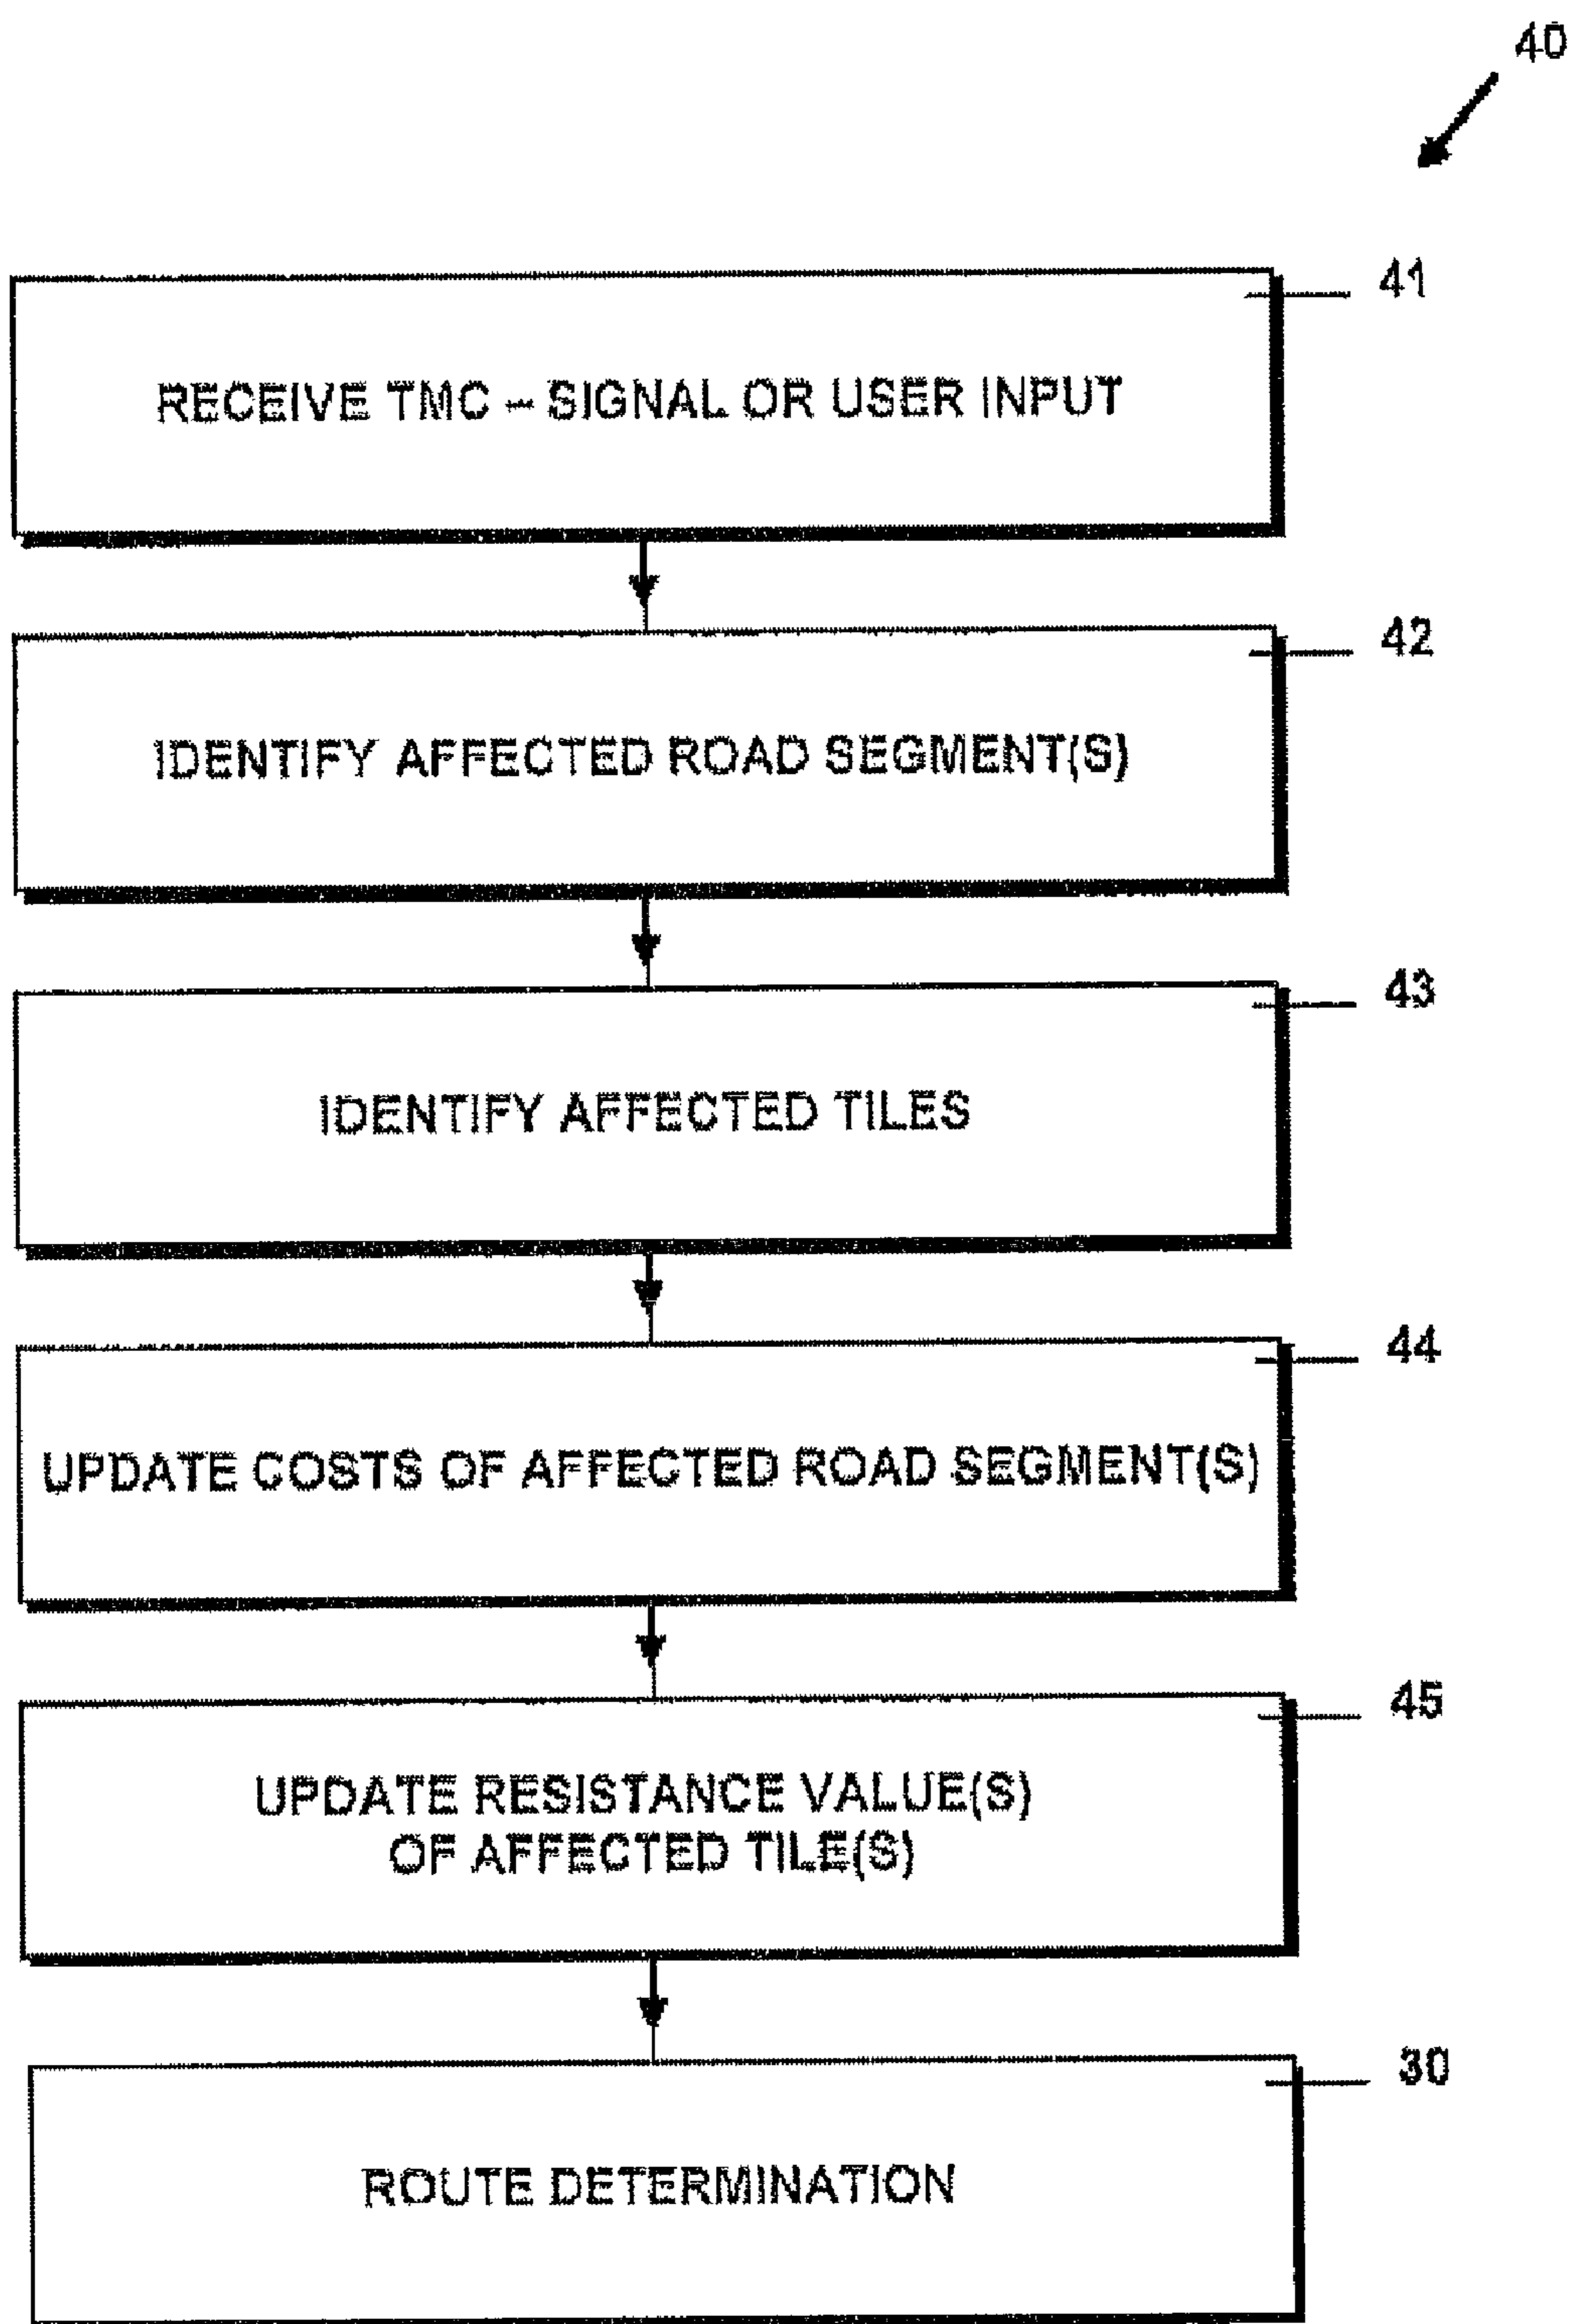 40
41
RECEIVE TMC – SIGNAL OR USER INPUT
42
IDENTIFY AFFECTED ROAD SEGMENT(S)
43
IDENTIFY AFFECTED TILES
44
UPDATE COSTS OF AFFECTED ROAD SEGMENT(S)
45
UPDATE RESISTANCE VALUE(S)
OF AFFECTED TILE(S)
30
ROUTE DETERMINATION